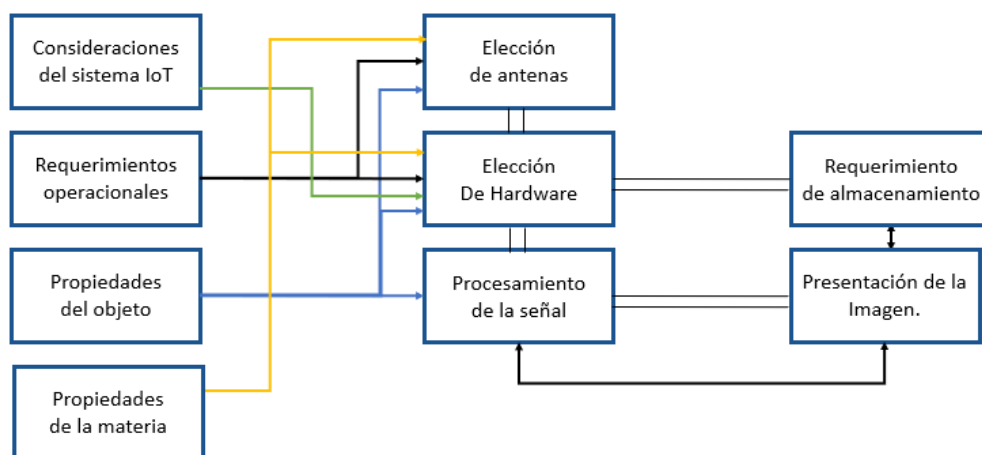 Consideraciones
del sistema IoT
Elección
de antenas
Requerimientos
operacionales
Elección
De Hardware
Requerimiento
de almacenamiento
Propiedades
del objeto
Procesamiento
de la señal
Presentación de la
Imagen.
Propiedades
de la materia